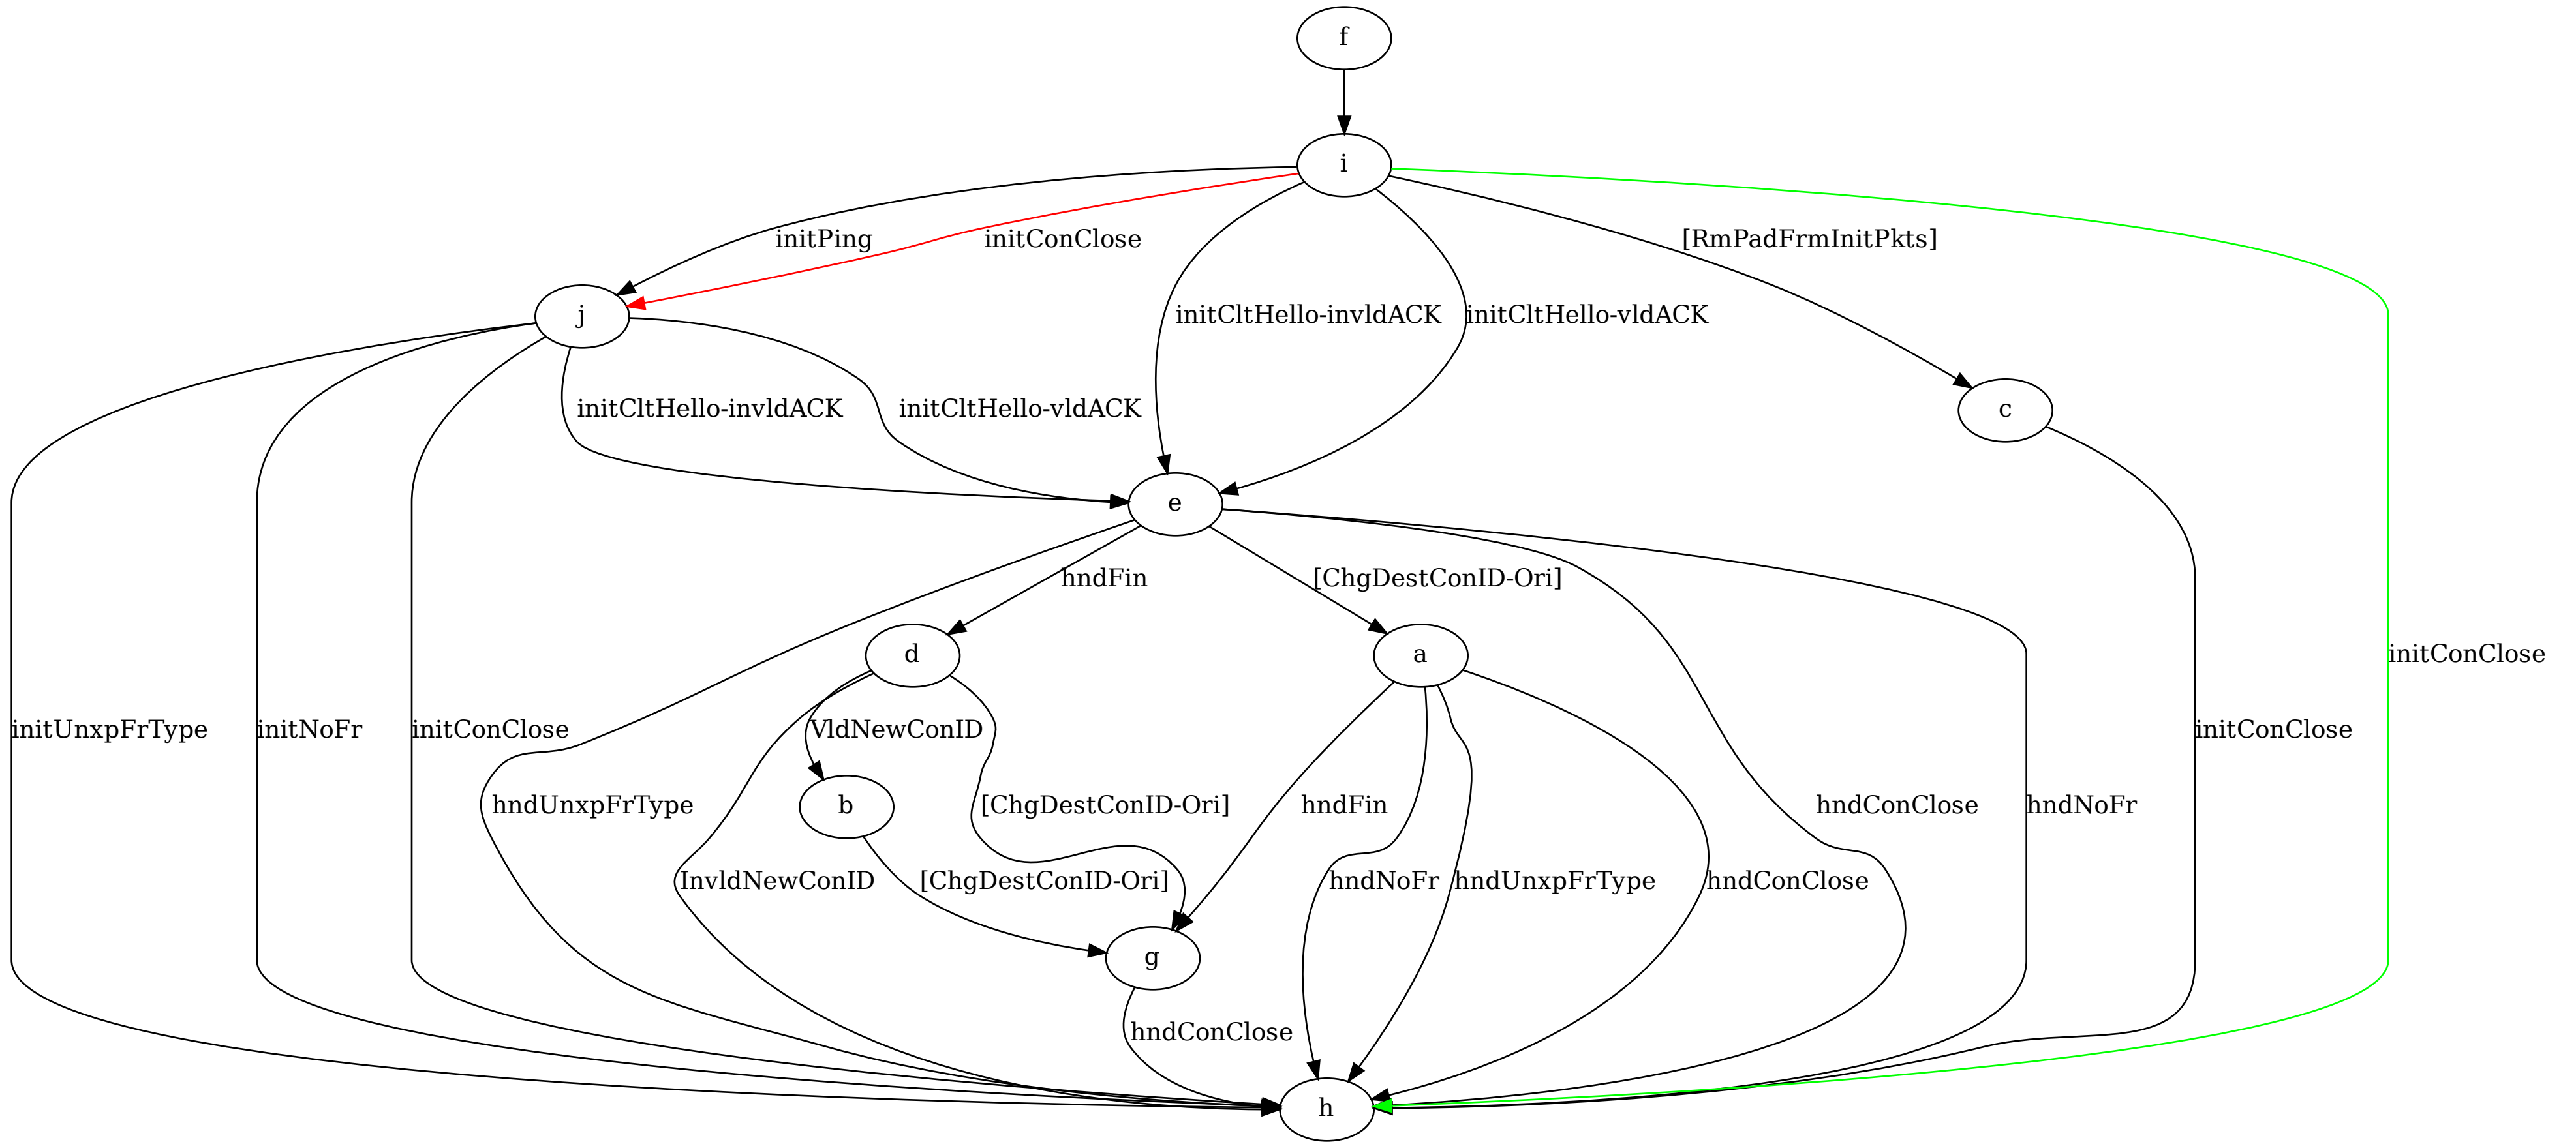 f
i
initPing
initConClose
[RmPadFrmInitPkts]
j
initCltHello-invldACK
initCltHello-vldACK
c
initCltHello-invldACK
initCltHello-vldACK
e
hndFin
[ChgDestConID-Ori]
d
a
initConClose
initUnxpFrType
initNoFr
initConClose
VldNewConID
initConClose
hndUnxpFrType
b
[ChgDestConID-Ori]
hndFin
hndConClose
hndNoFr
InvldNewConID
[ChgDestConID-Ori]
hndNoFr
hndUnxpFrType
hndConClose
g
hndConClose
h